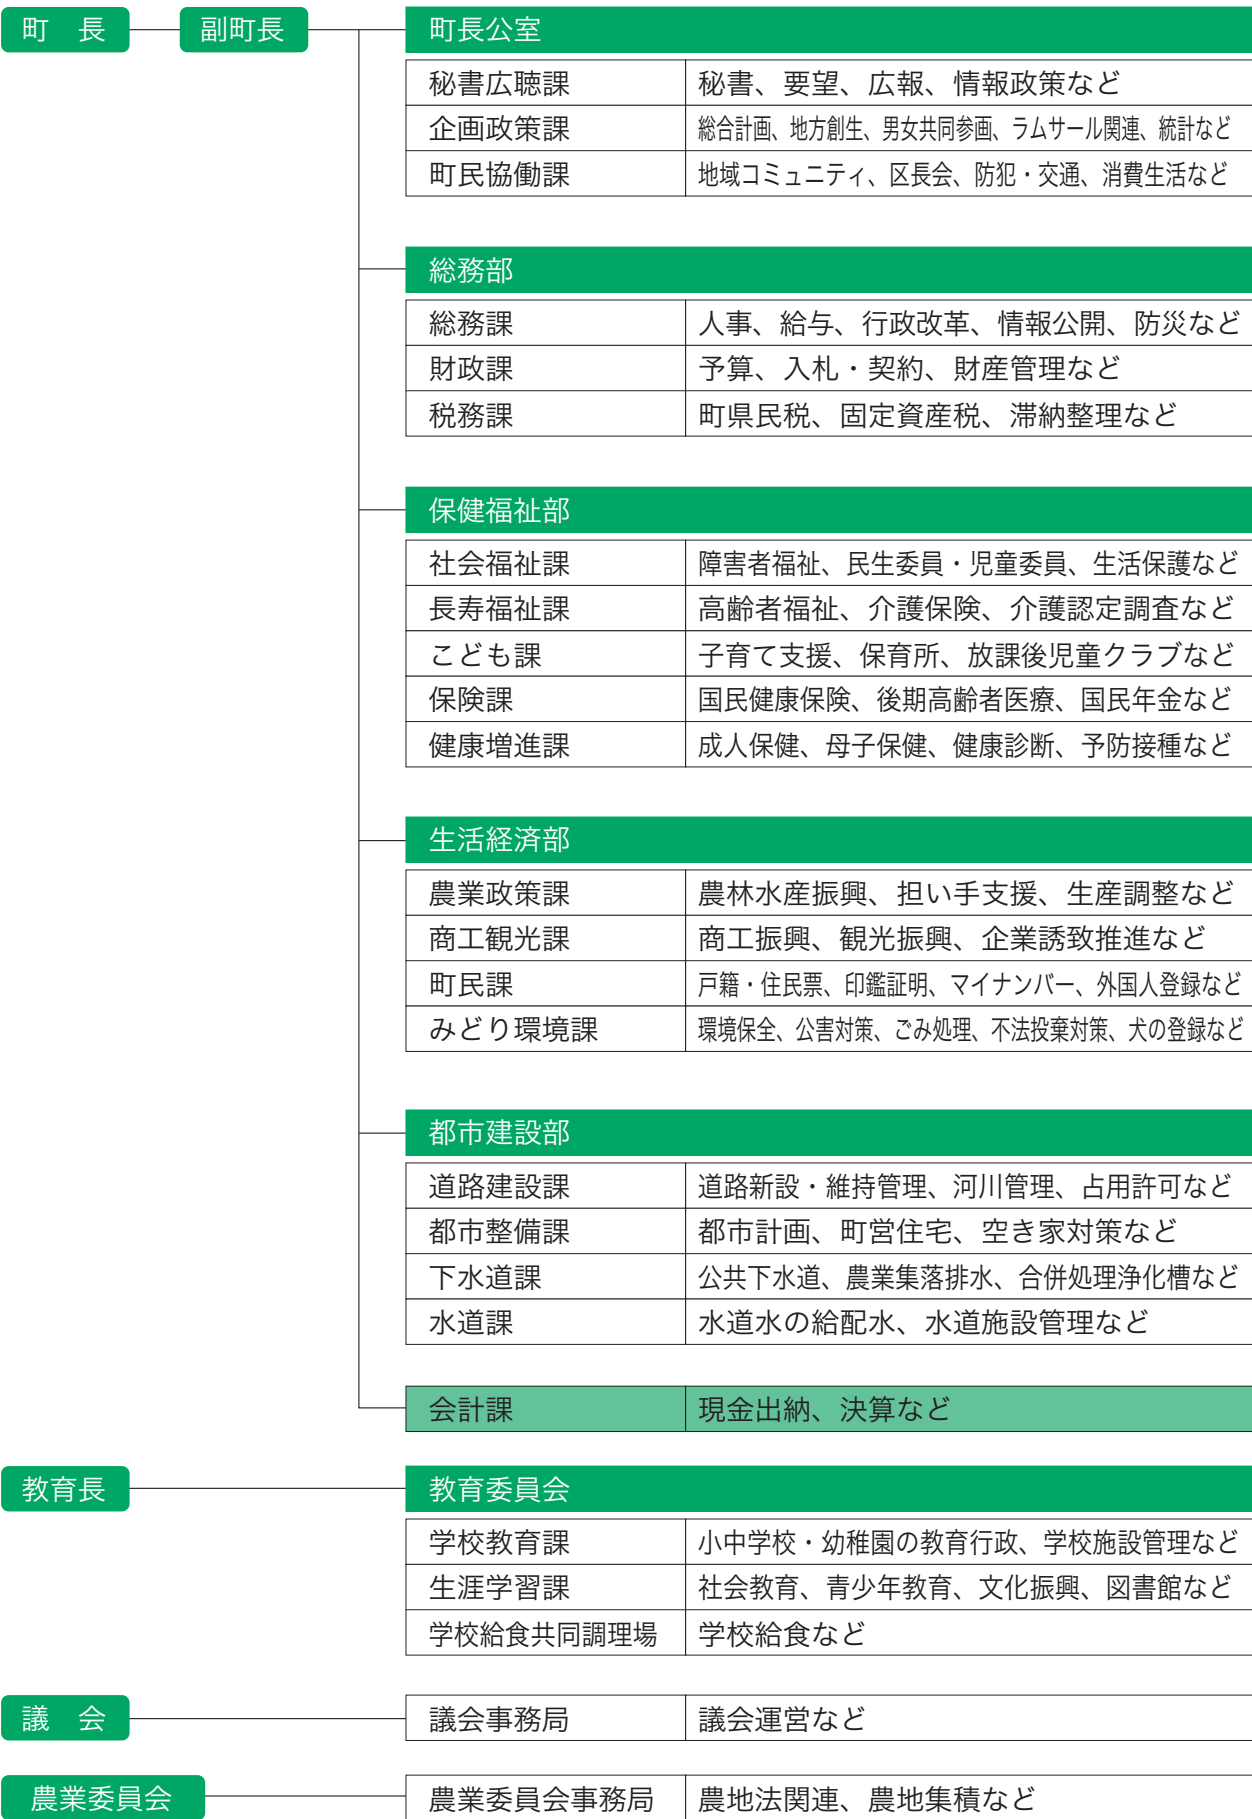 町　長　副町長　町長公室
秘書広聴課　秘書、要望、広報、情報政策など
企画政策課　総合計画、地方創生、男女共同参画、ラムサール関連、統計など
町民協働課　地域コミュニティ、区長会、防犯・交通、消費生活など
総務部
総務課　人事、給与、行政改革、情報公開、防災など
財政課　予算、入札・契約、財産管理など
税務課　町県民税、固定資産税、滞納整理など
保健福祉部
社会福祉課　障害者福祉、民生委員・児童委員、生活保護など
長寿福祉課　高齢者福祉、介護保険、介護認定調査など
こども課　子育て支援、保育所、放課後児童クラブなど
保険課　国民健康保険、後期高齢者医療、国民年金など
健康増進課　成人保健、母子保健、健康診断、予防接種など
生活経済部
農業政策課　農林水産振興、担い手支援、生産調整など
商工観光課　商工振興、観光振興、企業誘致推進など
町民課　戸籍・住民票、印鑑証明、マイナンバー、外国人登録など
みどり環境課　環境保全、公害対策、ごみ処理、不法投棄対策、犬の登録など
都市建設部
道路建設課　道路新設・維持管理、河川管理、占用許可など
都市整備課　都市計画、町営住宅、空き家対策など
下水道課　公共下水道、農業集落排水、合併処理浄化槽など
水道課　水道水の給配水、水道施設管理など
会計課　現金出納、決算など
教育長　教育委員会
学校教育課　小中学校・幼稚園の教育行政、学校施設管理など
生涯学習課　社会教育、青少年教育、文化振興、図書館など
学校給食共同調理場　学校給食など
議　会　議会事務局　議会運営など
農業委員会　農業委員会事務局　農地法関連、農地集積など